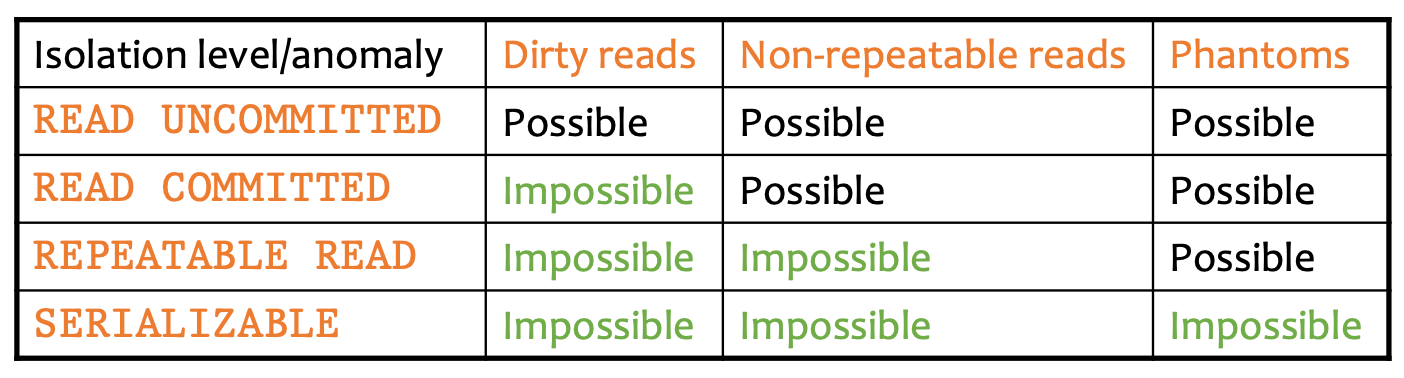 Isolation level/anomaly Dirty reads Non-repeatable reads Phantoms
READ UNCOMMITTED Possible Possible Possible
READ COMMITTED Impossible Possible Possible
REPEATABLE READ Impossible Impossible Possible
SERIALIZABLE Impossible Impossible Impossible